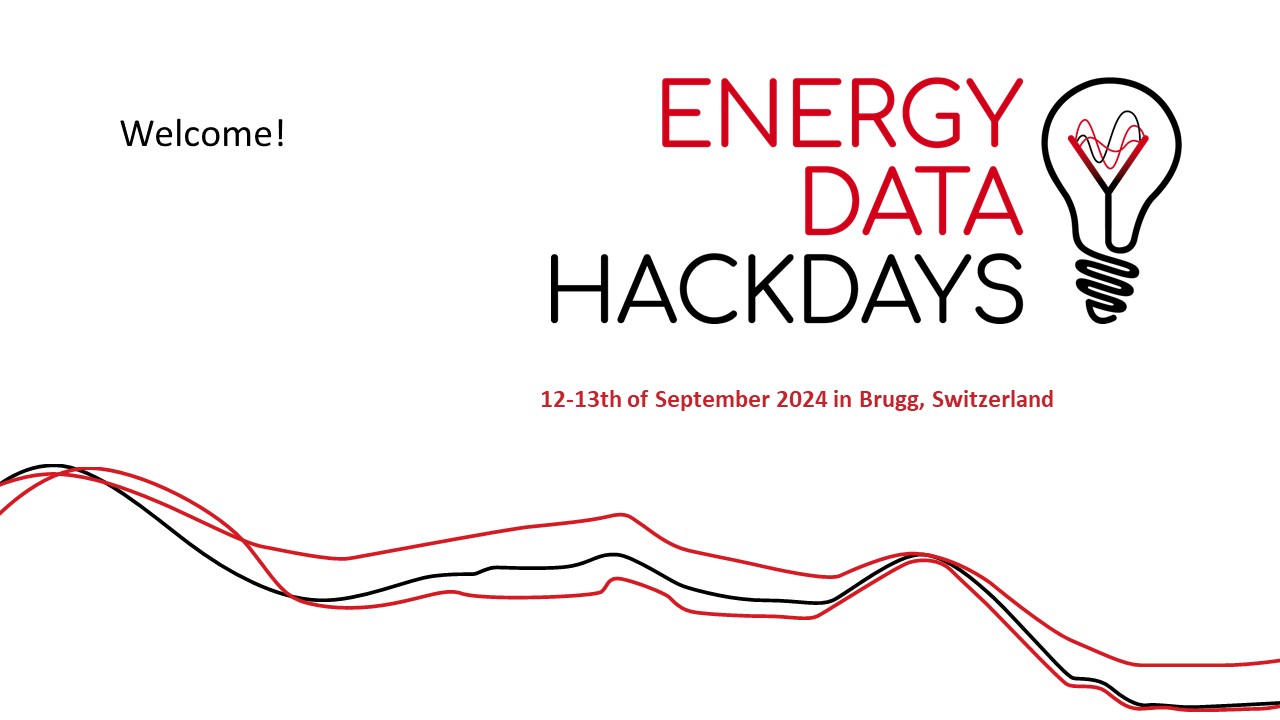 Welcome!
ENERGY
DATA
HACKDAYS
12-13th of September 2024 in Brugg, Switzerland